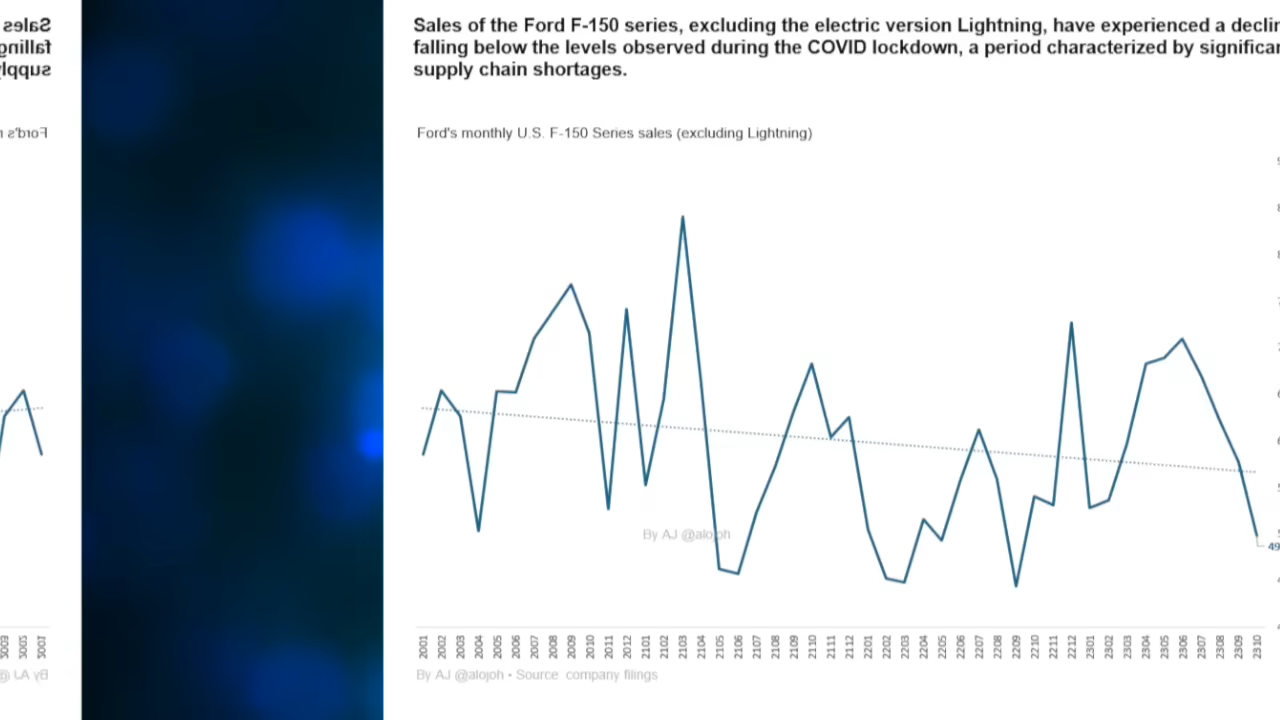 Sales of the Ford F-150 series, excluding the electric version Lightning, have experienced a declin
falling below the levels observed during the COVID lockdown, a period characterized by significan
supply chain shortages.
Ford's monthly U.S. F-150 Series sales (excluding Lightning)
By AJ @alojoh
49
2001 2002 2003 2004 2005 2006 2007 2008 2009 2010 2011 2012 2101 2102 2103 2104 2105 2106 2107 2108 2109 2110 2111 2112 2201 2202 2203 2204 2205 2206 2207 2208 2209 2210 2211 2212 2301 2302 2303 2304 2305 2306 2307 2308 2309 2310
By AJ @alojoh • Source company filings